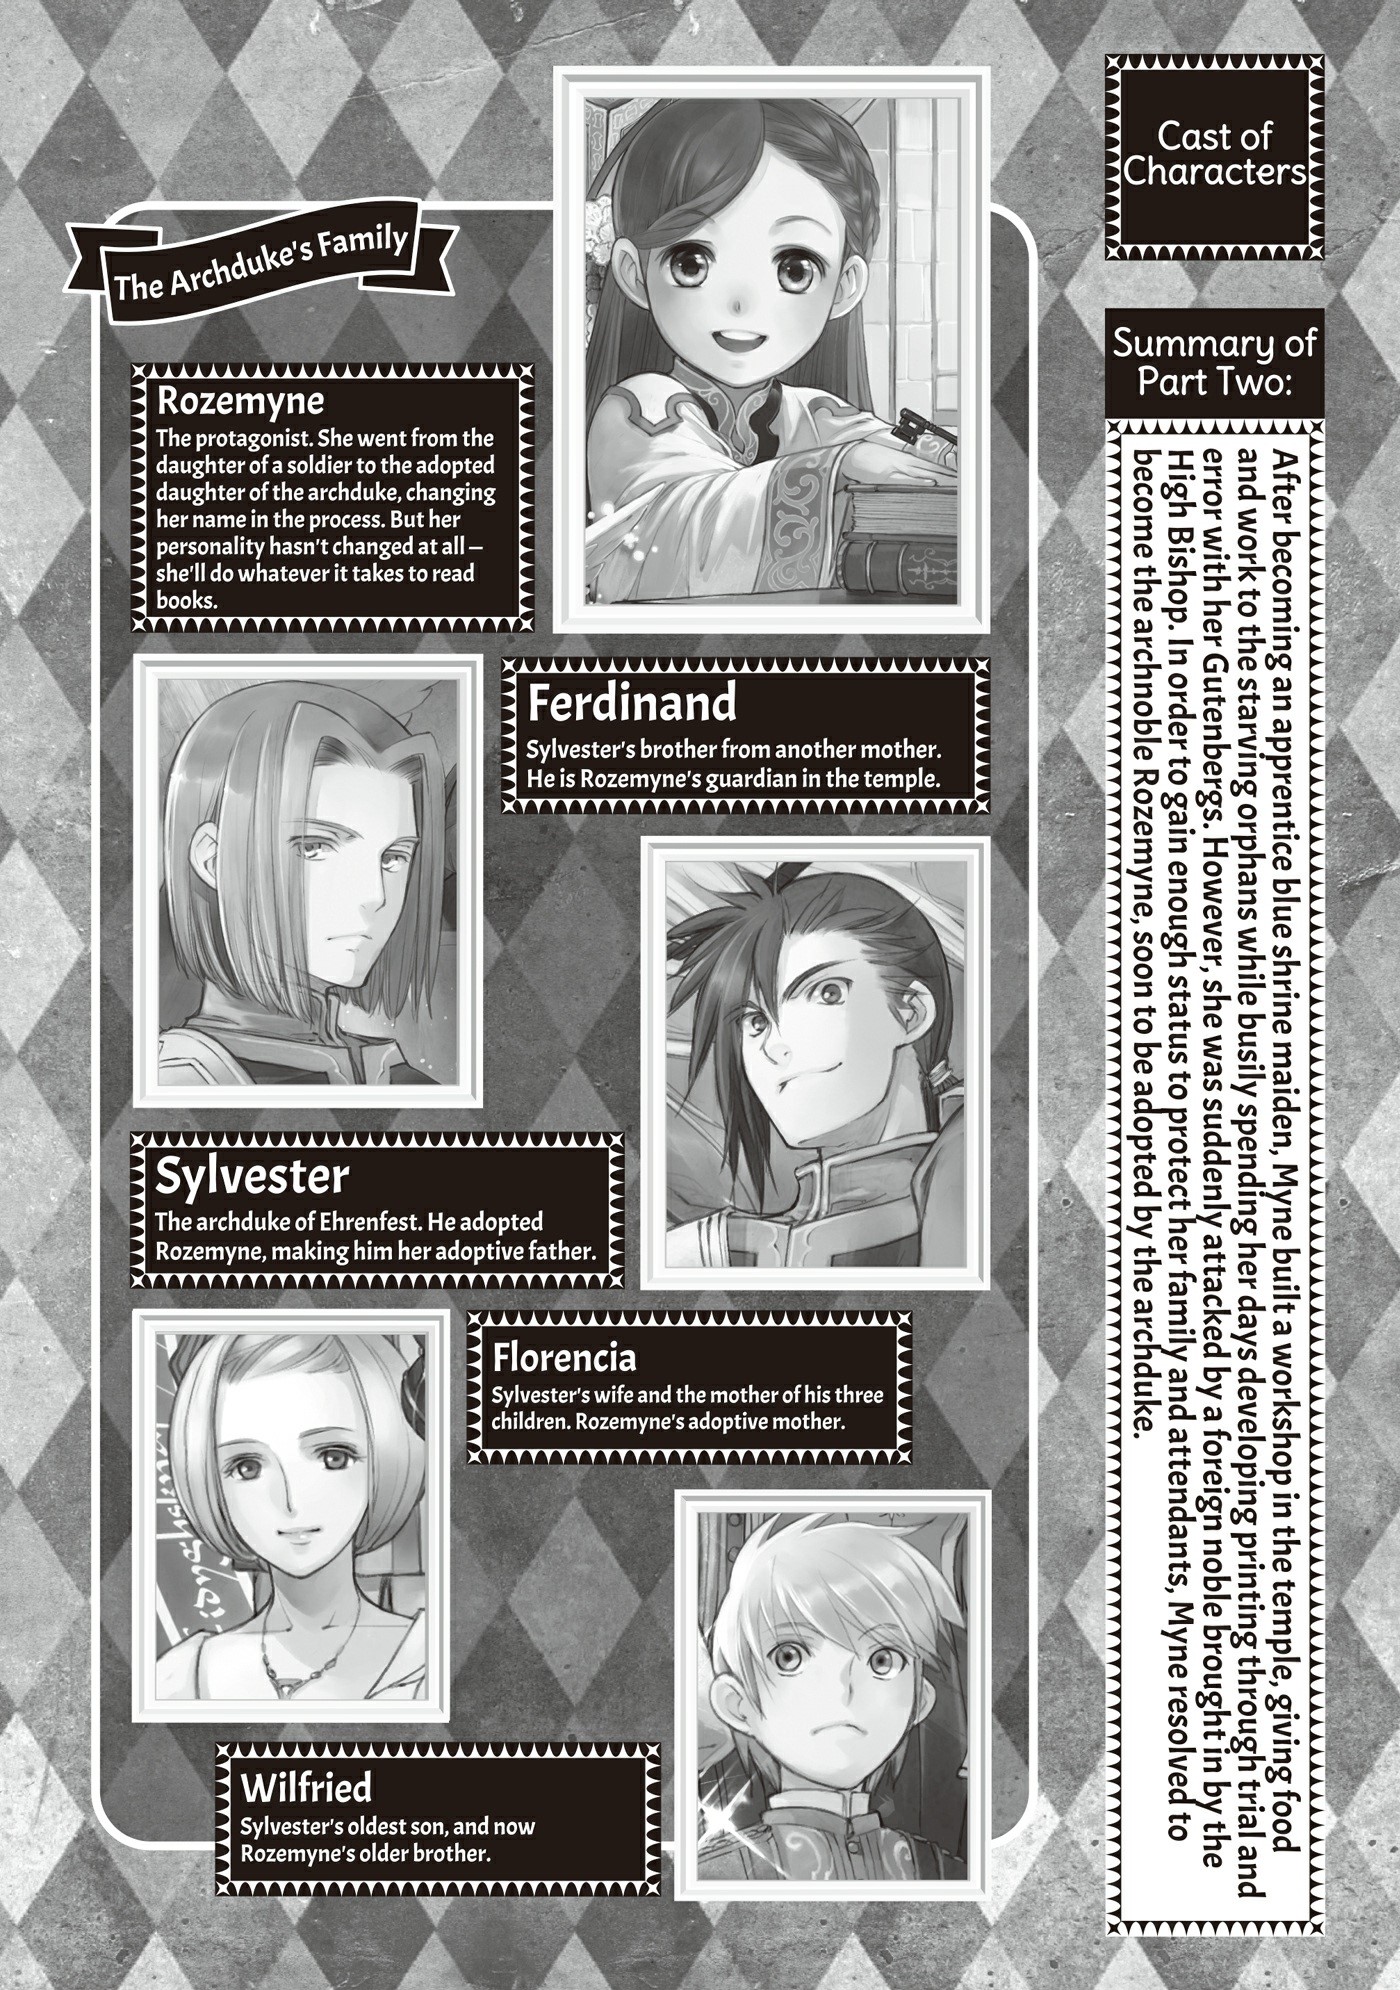 Cast of
Characters
Summary of
Part Two:
After becoming an apprentice blue shrine maiden, Myne built a workshop in the temple, giving food
and work to the starving orphans while busily spending her days developing printing through trial and
error with her Gutenbergs. However, she was suddenly attacked by a foreign noble brought in by the
High Bishop. In order to gain enough status to protect her family and attendants, Myne resolved to
become the archnoble Rozemyne, soon to be adopted by the archduke.
The Archduke's Family
Rozemyne
The protagonist. She went from the
daughter of a soldier to the adopted
daughter of the archduke, changing
her name in the process. But her
personality hasn't changed at all —
she'll do whatever it takes to read
books.
Ferdinand
Sylvester's brother from another mother.
He is Rozemyne's guardian in the temple.
Sylvester
The archduke of Ehrenfest. He adopted
Rozemyne, making him her adoptive father.
Florencia
Sylvester's wife and the mother of his three
children. Rozemyne's adoptive mother.
Wilfried
Sylvester's oldest son, and now
Rozemyne's older brother.